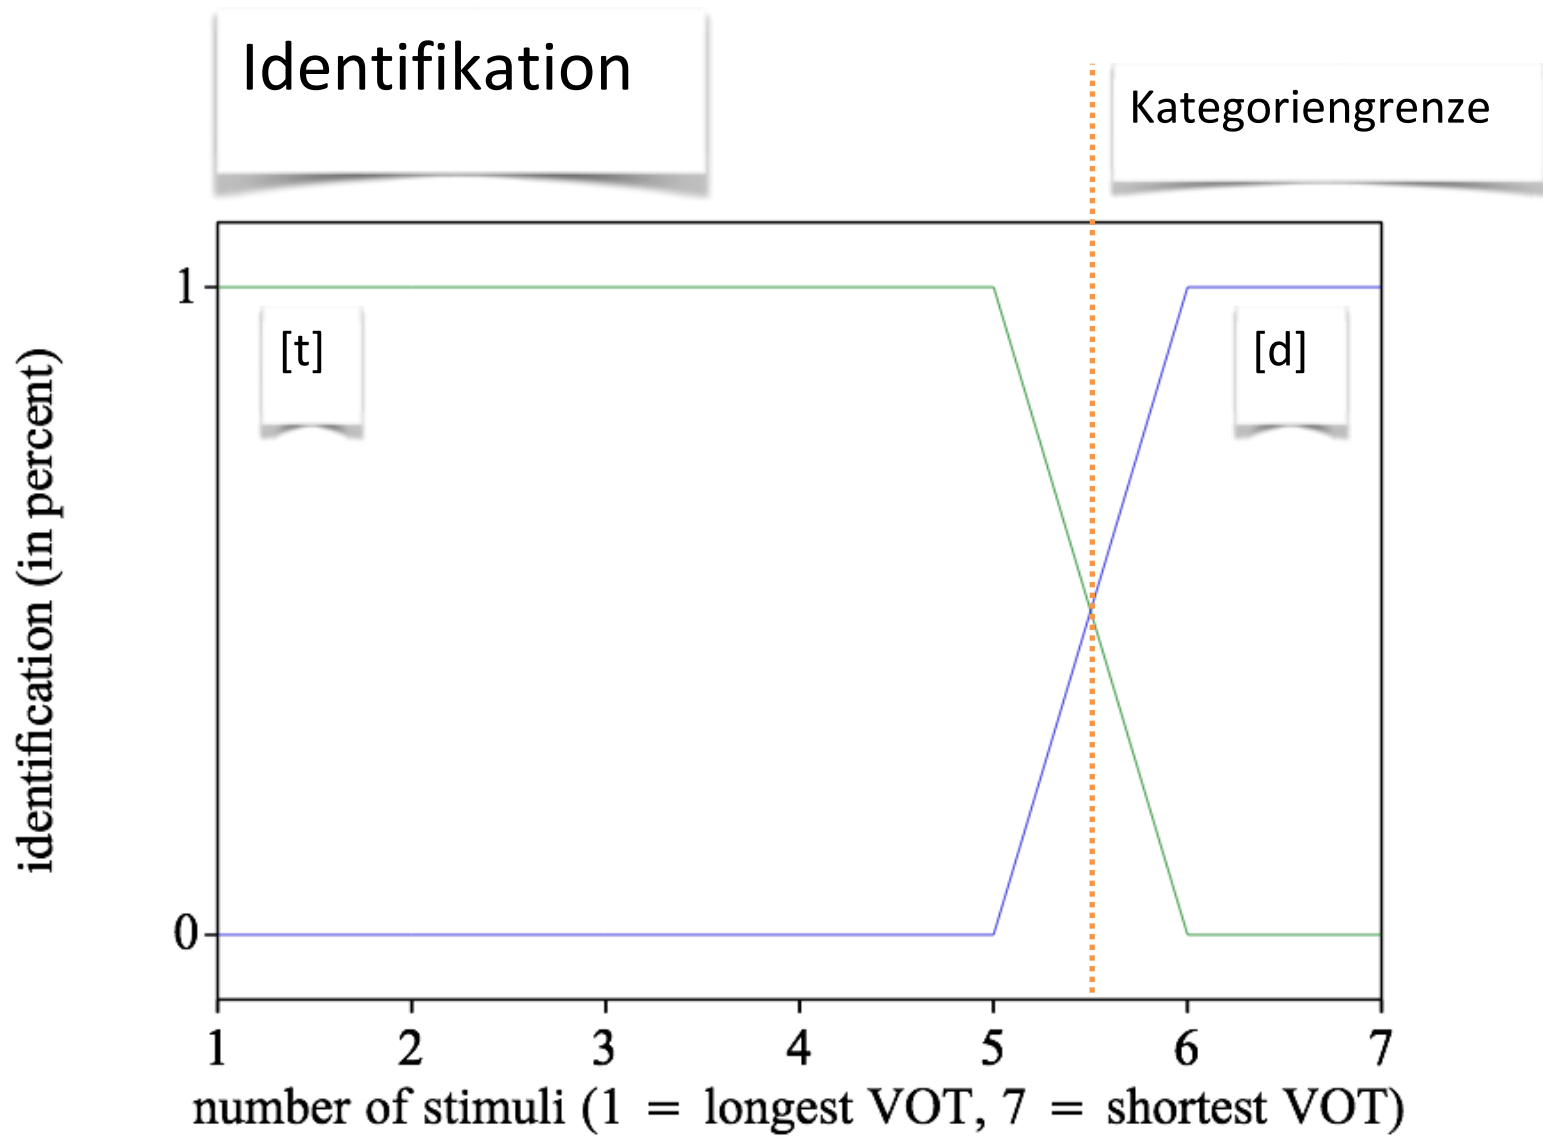 Identifikation
Kategoriengrenze
1
[t]
[d]
identification (in percent)
0
1 2 3 4 5 6 7
number of stimuli (1 = longest VOT, 7 = shortest VOT)